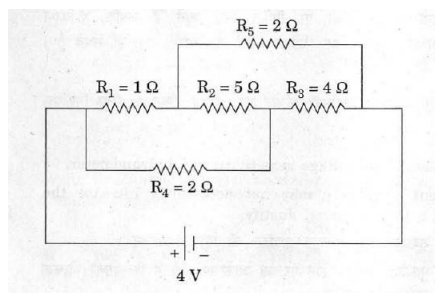 R₅ = 2 Ω
R₁ = 1 Ω R₂ = 5 Ω R₃ = 4 Ω
R₄ = 2 Ω
+ −
4 V